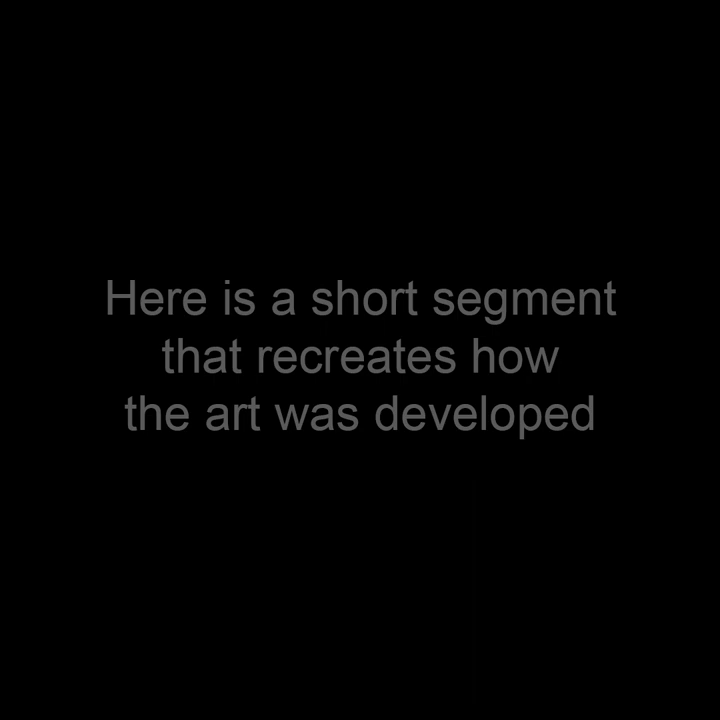 Here is a short segment
that recreates how
the art was developed